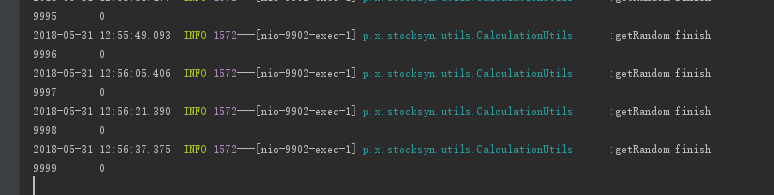 9995 0
2018-05-31 12:55:49.093 INFO 1572---[nio-9902-exec-1] p.x.stocksyn.utils.CalculationUtils :getRandom finish
9996 0
2018-05-31 12:56:05.406 INFO 1572---[nio-9902-exec-1] p.x.stocksyn.utils.CalculationUtils :getRandom finish
9997 0
2018-05-31 12:56:21.390 INFO 1572---[nio-9902-exec-1] p.x.stocksyn.utils.CalculationUtils :getRandom finish
9998 0
2018-05-31 12:56:37.375 INFO 1572---[nio-9902-exec-1] p.x.stocksyn.utils.CalculationUtils :getRandom finish
9999 0